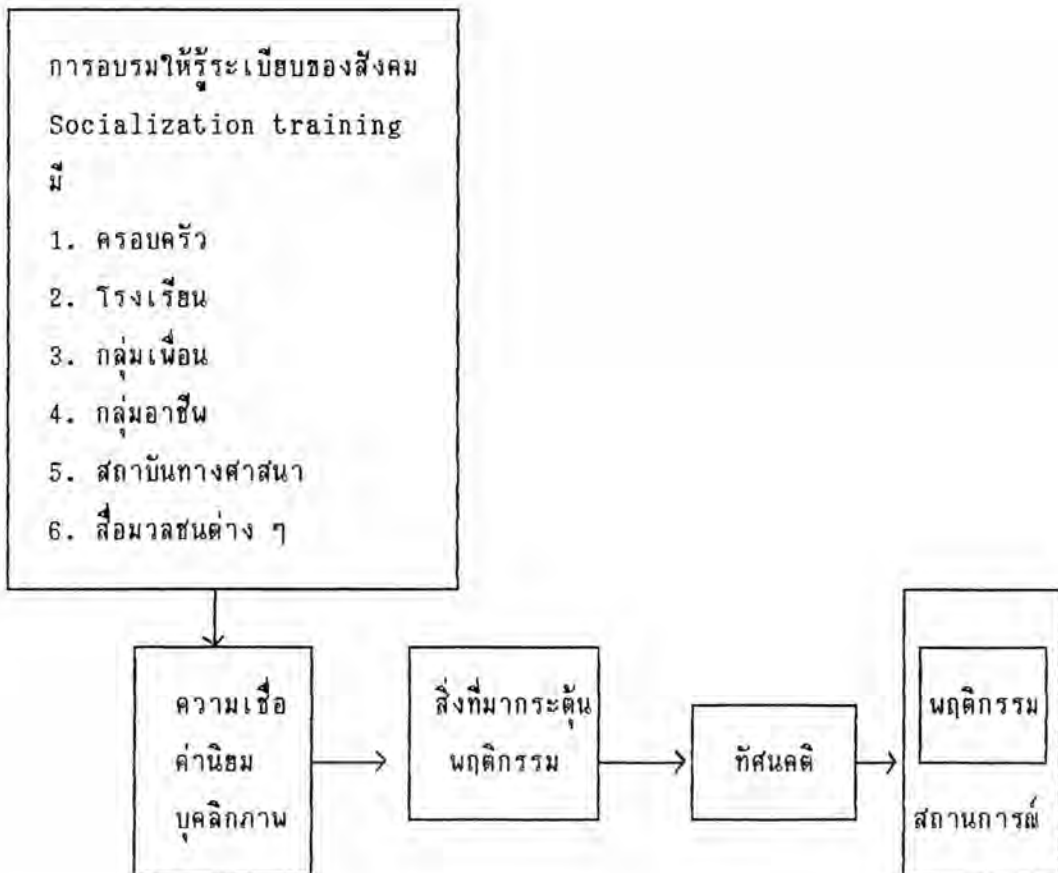 การอบรมให้รู้ระเบียบของสังคม
Socialization training
มี
1. ครอบครัว
2. โรงเรียน
3. กลุ่มเพื่อน
4. กลุ่มอาชีพ
5. สถาบันทางศาสนา
6. สื่อมวลชนต่าง ๆ
ความเชื่อ
ค่านิยม
บุคลิกภาพ
สิ่งที่มากระตุ้น
พฤติกรรม
ทัศนคติ
พฤติกรรม
สถานการณ์